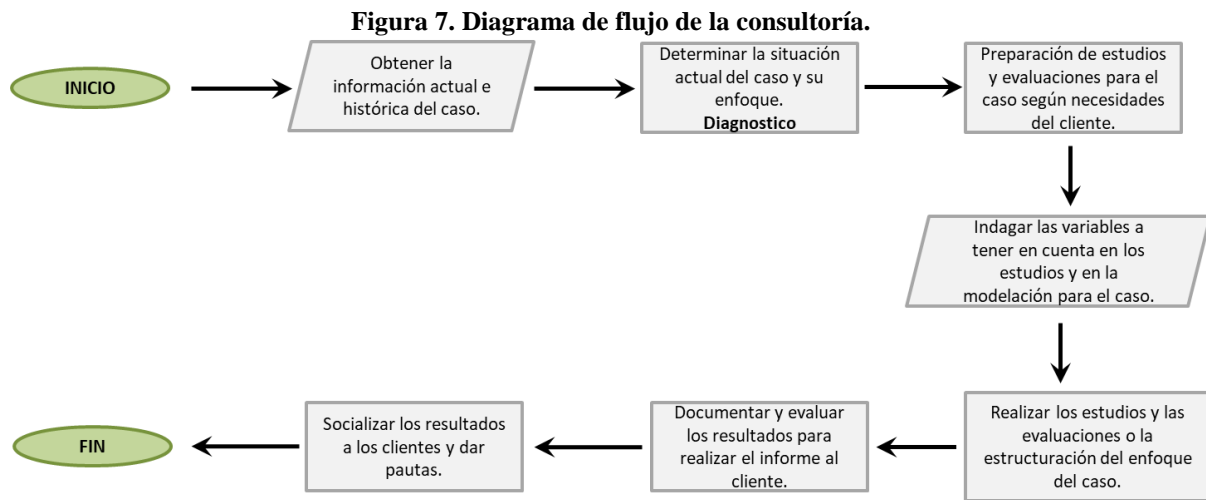 Figura 7. Diagrama de flujo de la consultoría.
INICIO
Obtener la
información actual e
histórica del caso.
Determinar la situación
actual del caso y su
enfoque.
Diagnostico
Preparación de estudios
y evaluaciones para el
caso según necesidades
del cliente.
Indagar las variables a
tener en cuenta en los
estudios y en la
modelación para el caso.
Realizar los estudios y las
evaluaciones o la
estructuración del enfoque
del caso.
Documentar y evaluar
los resultados para
realizar el informe al
cliente.
Socializar los resultados
a los clientes y dar
pautas.
FIN